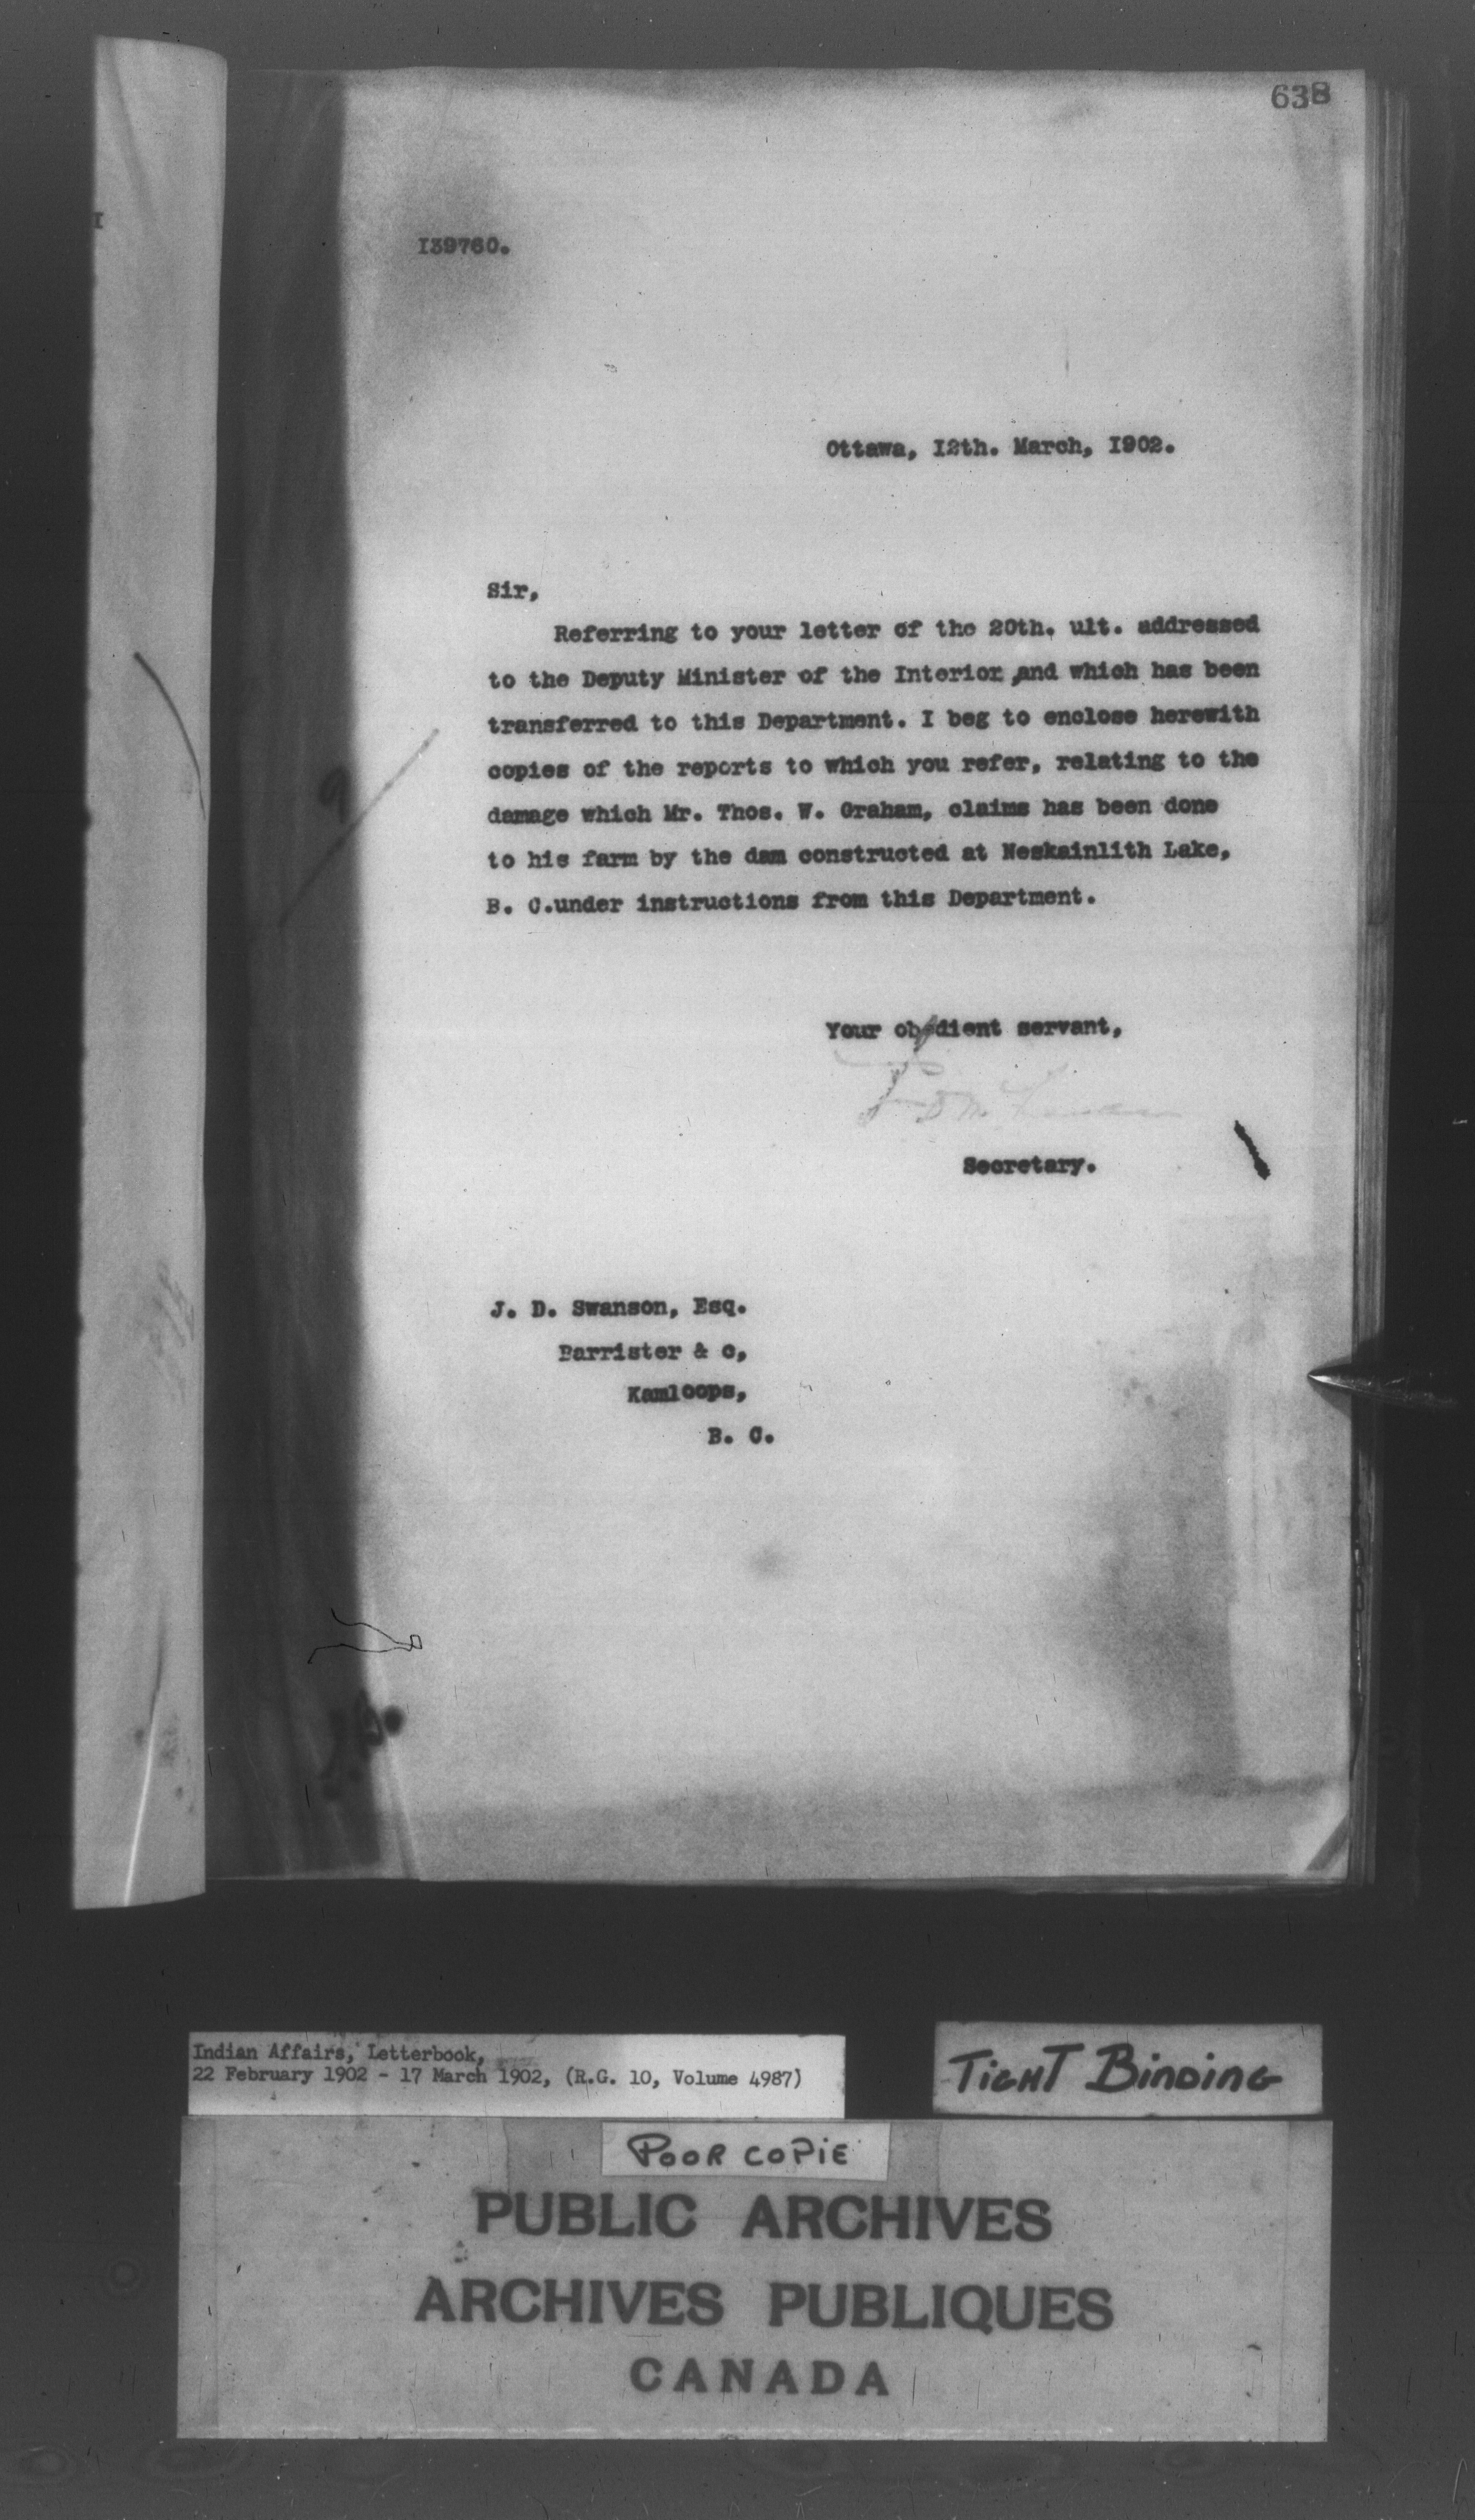 638
I39760.
Ottawa, I2th. March, I902.
Sir,
Referring to your letter of the 20th. ult. addressed
to the Deputy Minister of the Interior ,and which has been
transferred to this Department. I beg to enclose herewith
copies of the reports to which you refer, relating to the
damage which Mr. Thos. W. Graham, claims has been done
to his farm by the dam constructed at Neskainlith Lake,
B. C.under instructions from this Department.
Your obedient servant,
Secretary.
J. D. Swanson, Esq.
Barrister & c,
Kamloops,
B. C.
Indian Affairs, Letterbook,
22 February 1902 - 17 March 1902, (R.G. 10, Volume 4987)
TIGHT BINDING
POOR COPIE
PUBLIC ARCHIVES
ARCHIVES PUBLIQUES
CANADA